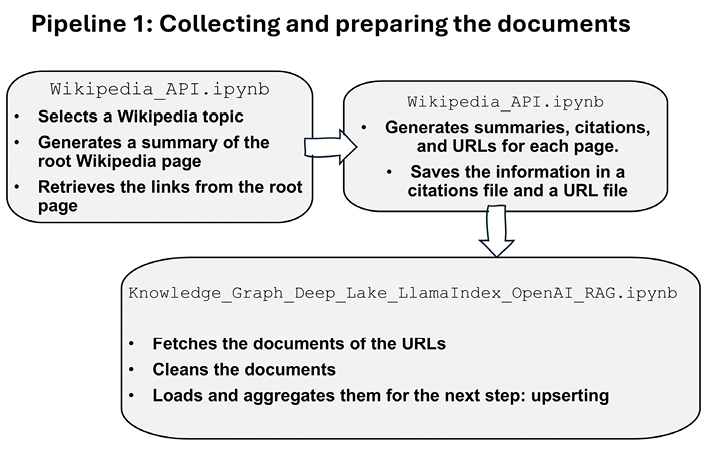 Pipeline 1: Collecting and preparing the documents
Wikipedia_API.ipynb
• Selects a Wikipedia topic
• Generates a summary of the
root Wikipedia page
• Retrieves the links from the root
page
Wikipedia_API.ipynb
• Generates summaries, citations,
and URLs for each page.
• Saves the information in a
citations file and a URL file
Knowledge_Graph_Deep_Lake_LlamaIndex_OpenAI_RAG.ipynb
• Fetches the documents of the URLs
• Cleans the documents
• Loads and aggregates them for the next step: upserting